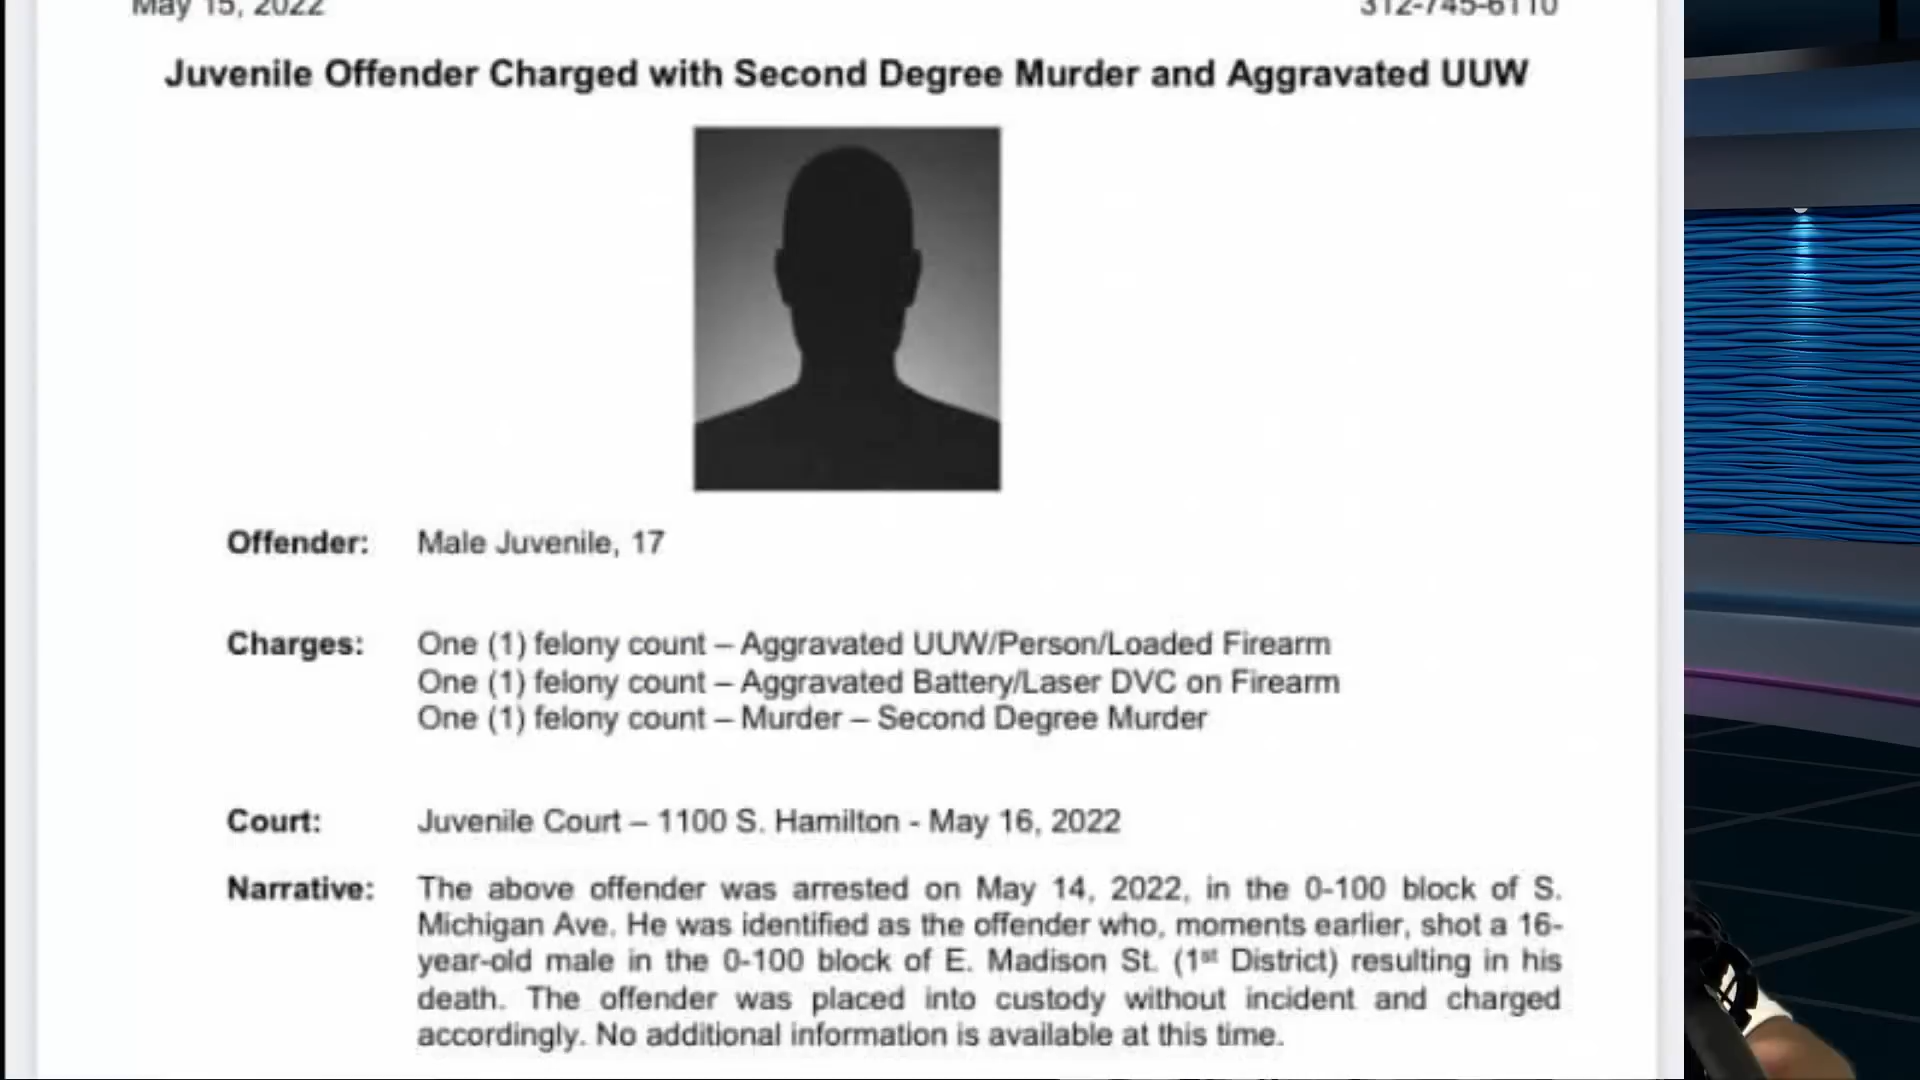 May 15, 2022
312-745-6110
Juvenile Offender Charged with Second Degree Murder and Aggravated UUW
Offender: Male Juvenile, 17
Charges: One (1) felony count – Aggravated UUW/Person/Loaded Firearm
One (1) felony count – Aggravated Battery/Laser DVC on Firearm
One (1) felony count – Murder – Second Degree Murder
Court: Juvenile Court – 1100 S. Hamilton - May 16, 2022
Narrative: The above offender was arrested on May 14, 2022, in the 0-100 block of S.
Michigan Ave. He was identified as the offender who, moments earlier, shot a 16-
year-old male in the 0-100 block of E. Madison St. (1st District) resulting in his
death. The offender was placed into custody without incident and charged
accordingly. No additional information is available at this time.